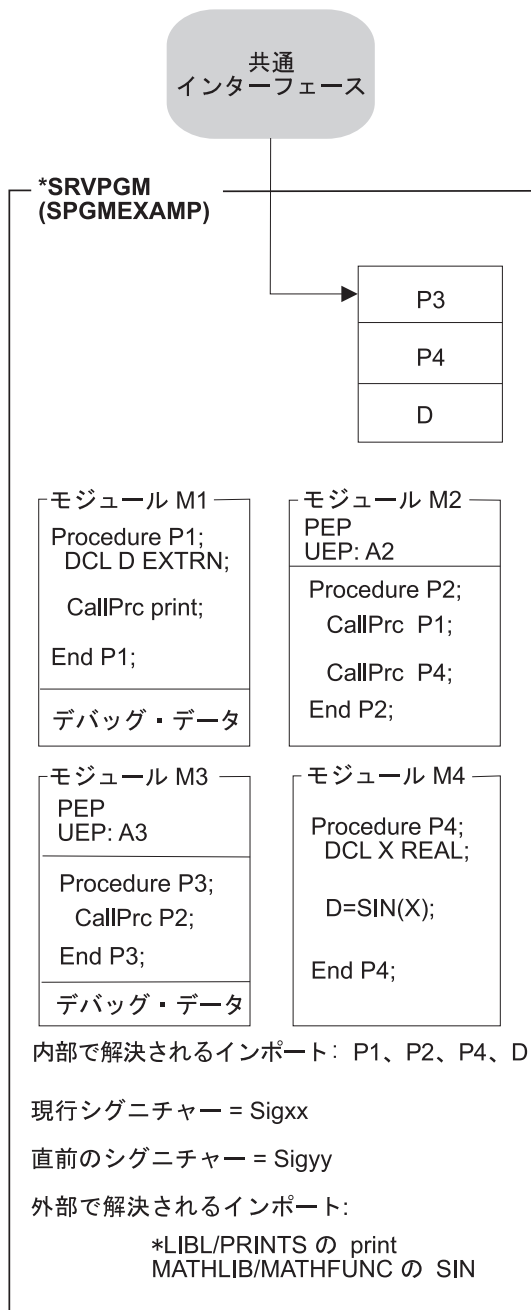 共通
インターフェース
*SRVPGM
(SPGMEXAMP)
P3
P4
D
モジュール M1
Procedure P1;
DCL D EXTRN;
CallPrc print;
End P1;
デバッグ・データ
モジュール M2
PEP
UEP: A2
Procedure P2;
CallPrc P1;
CallPrc P4;
End P2;
モジュール M3
PEP
UEP: A3
Procedure P3;
CallPrc P2;
End P3;
デバッグ・データ
モジュール M4
Procedure P4;
DCL X REAL;
D=SIN(X);
End P4;
内部で解決されるインポート: P1、P2、P4、D
現行シグニチャー = Sigxx
直前のシグニチャー = Sigyy
外部で解決されるインポート:
*LIBL/PRINTS の print
MATHLIB/MATHFUNC の SIN